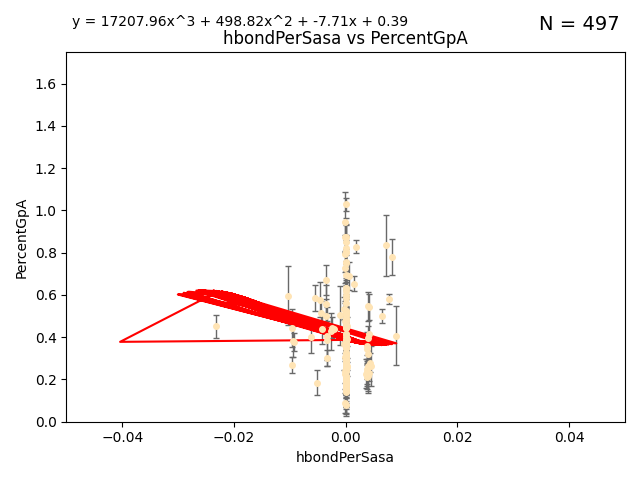 y = 17207.96x^3 + 498.82x^2 + -7.71x + 0.39
N = 497
hbondPerSasa vs PercentGpA
1.6
1.4
1.2
1.0
0.8
0.6
0.4
0.2
0.0
PercentGpA
−0.04 −0.02 0.00 0.02 0.04
hbondPerSasa